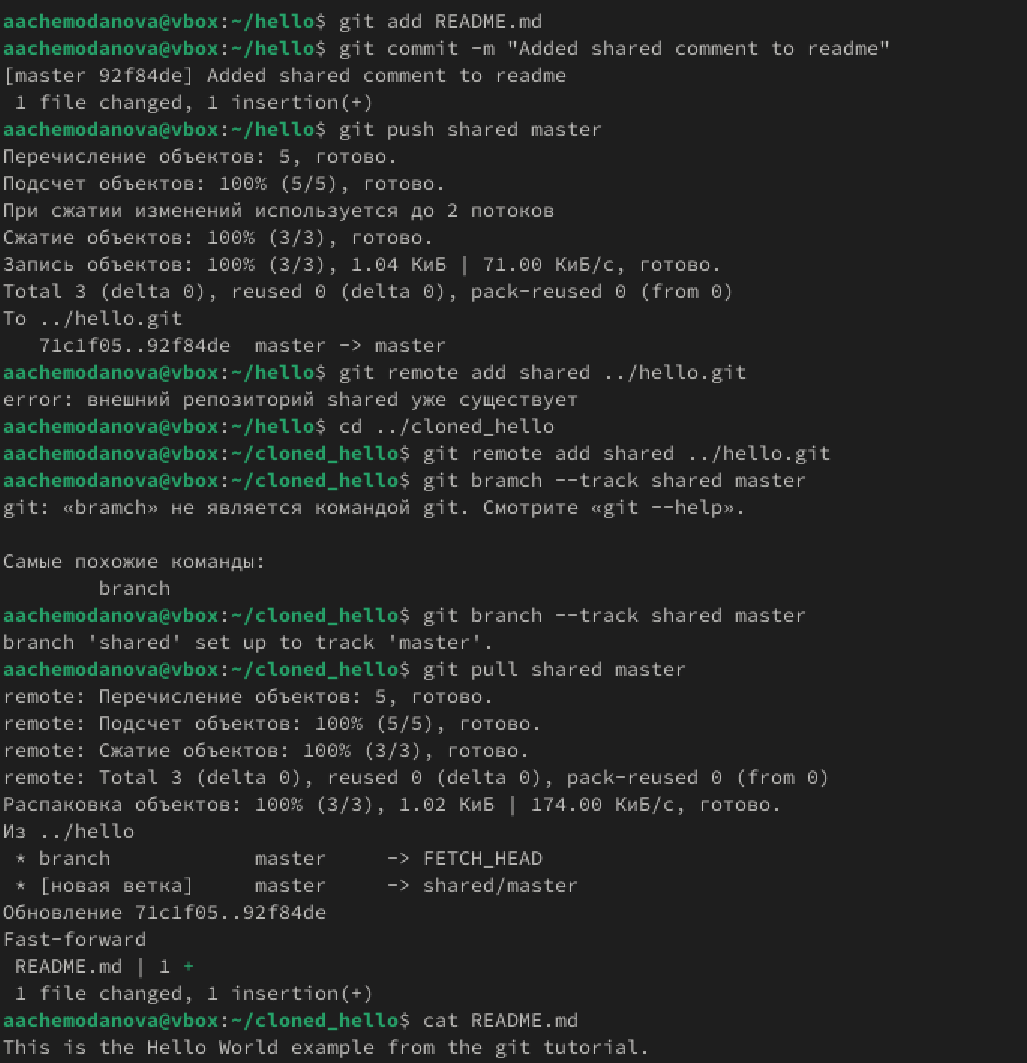 aachemodanova@vbox:~/hello$ git add README.md
aachemodanova@vbox:~/hello$ git commit -m "Added shared comment to readme"
[master 92f84de] Added shared comment to readme
 1 file changed, 1 insertion(+)
aachemodanova@vbox:~/hello$ git push shared master
Перечисление объектов: 5, готово.
Подсчет объектов: 100% (5/5), готово.
При сжатии изменений используется до 2 потоков
Сжатие объектов: 100% (3/3), готово.
Запись объектов: 100% (3/3), 1.04 КиБ | 71.00 КиБ/с, готово.
Total 3 (delta 0), reused 0 (delta 0), pack-reused 0 (from 0)
To ../hello.git
   71c1f05..92f84de  master -> master
aachemodanova@vbox:~/hello$ git remote add shared ../hello.git
error: внешний репозиторий shared уже существует
aachemodanova@vbox:~/hello$ cd ../cloned_hello
aachemodanova@vbox:~/cloned_hello$ git remote add shared ../hello.git
aachemodanova@vbox:~/cloned_hello$ git bramch --track shared master
git: «bramch» не является командой git. Смотрите «git --help».

Самые похожие команды:
        branch
aachemodanova@vbox:~/cloned_hello$ git branch --track shared master
branch 'shared' set up to track 'master'.
aachemodanova@vbox:~/cloned_hello$ git pull shared master
remote: Перечисление объектов: 5, готово.
remote: Подсчет объектов: 100% (5/5), готово.
remote: Сжатие объектов: 100% (3/3), готово.
remote: Total 3 (delta 0), reused 0 (delta 0), pack-reused 0 (from 0)
Распаковка объектов: 100% (3/3), 1.02 КиБ | 174.00 КиБ/с, готово.
Из ../hello
 * branch            master     -> FETCH_HEAD
 * [новая ветка]     master     -> shared/master
Обновление 71c1f05..92f84de
Fast-forward
 README.md | 1 +
 1 file changed, 1 insertion(+)
aachemodanova@vbox:~/cloned_hello$ cat README.md
This is the Hello World example from the git tutorial.